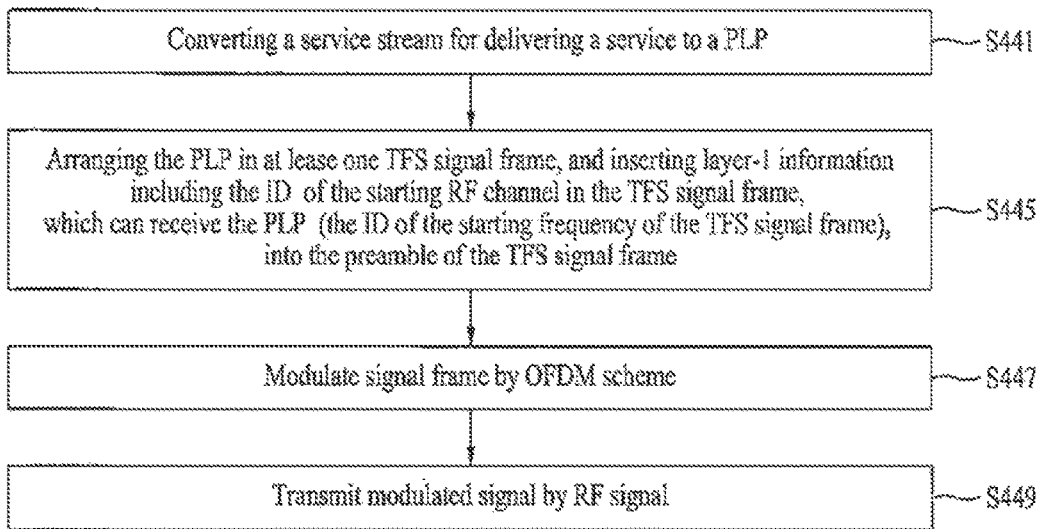 Converting a service stream for delivering a service to a PLP
S441
Arranging the PLP in at lease one TFS signal frame, and inserting layer-1 information
including the ID of the starting RF channel in the TFS signal frame,
which can receive the PLP (the ID of the starting frequency of the TFS signal frame),
into the preamble of the TFS signal frame
S445
Modulate signal frame by OFDM scheme
S447
Transmit modulated signal by RF signal
S449